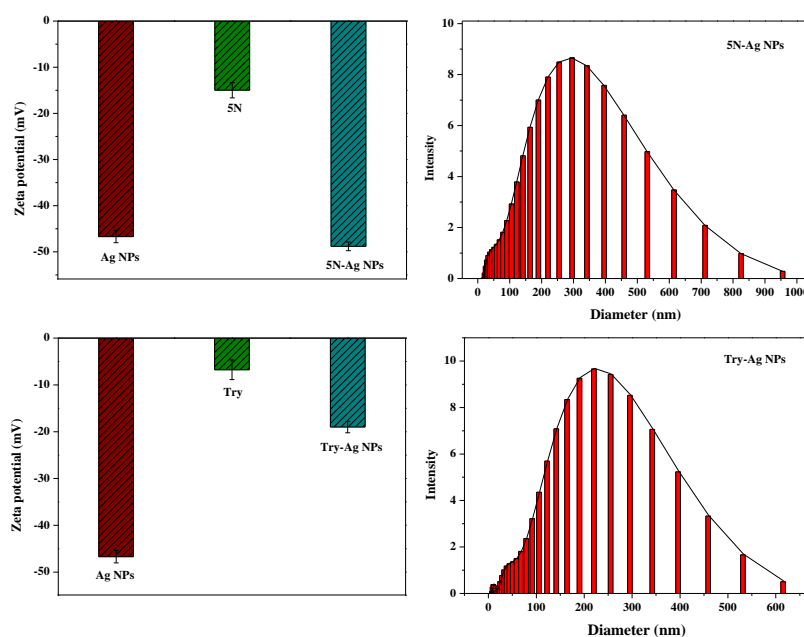 0
-10
-20
-30
-40
-50
Zeta potential (mV)
Ag NPs
5N
5N-Ag NPs
10
8
6
4
2
0
Intensity
5N-Ag NPs
0 100 200 300 400 500 600 700 800 900 1000
Diameter (nm)
0
-10
-20
-30
-40
-50
Zeta potential (mV)
Ag NPs
Try
Try-Ag NPs
10
8
6
4
2
0
Intensity
Try-Ag NPs
0 100 200 300 400 500 600
Diameter (nm)